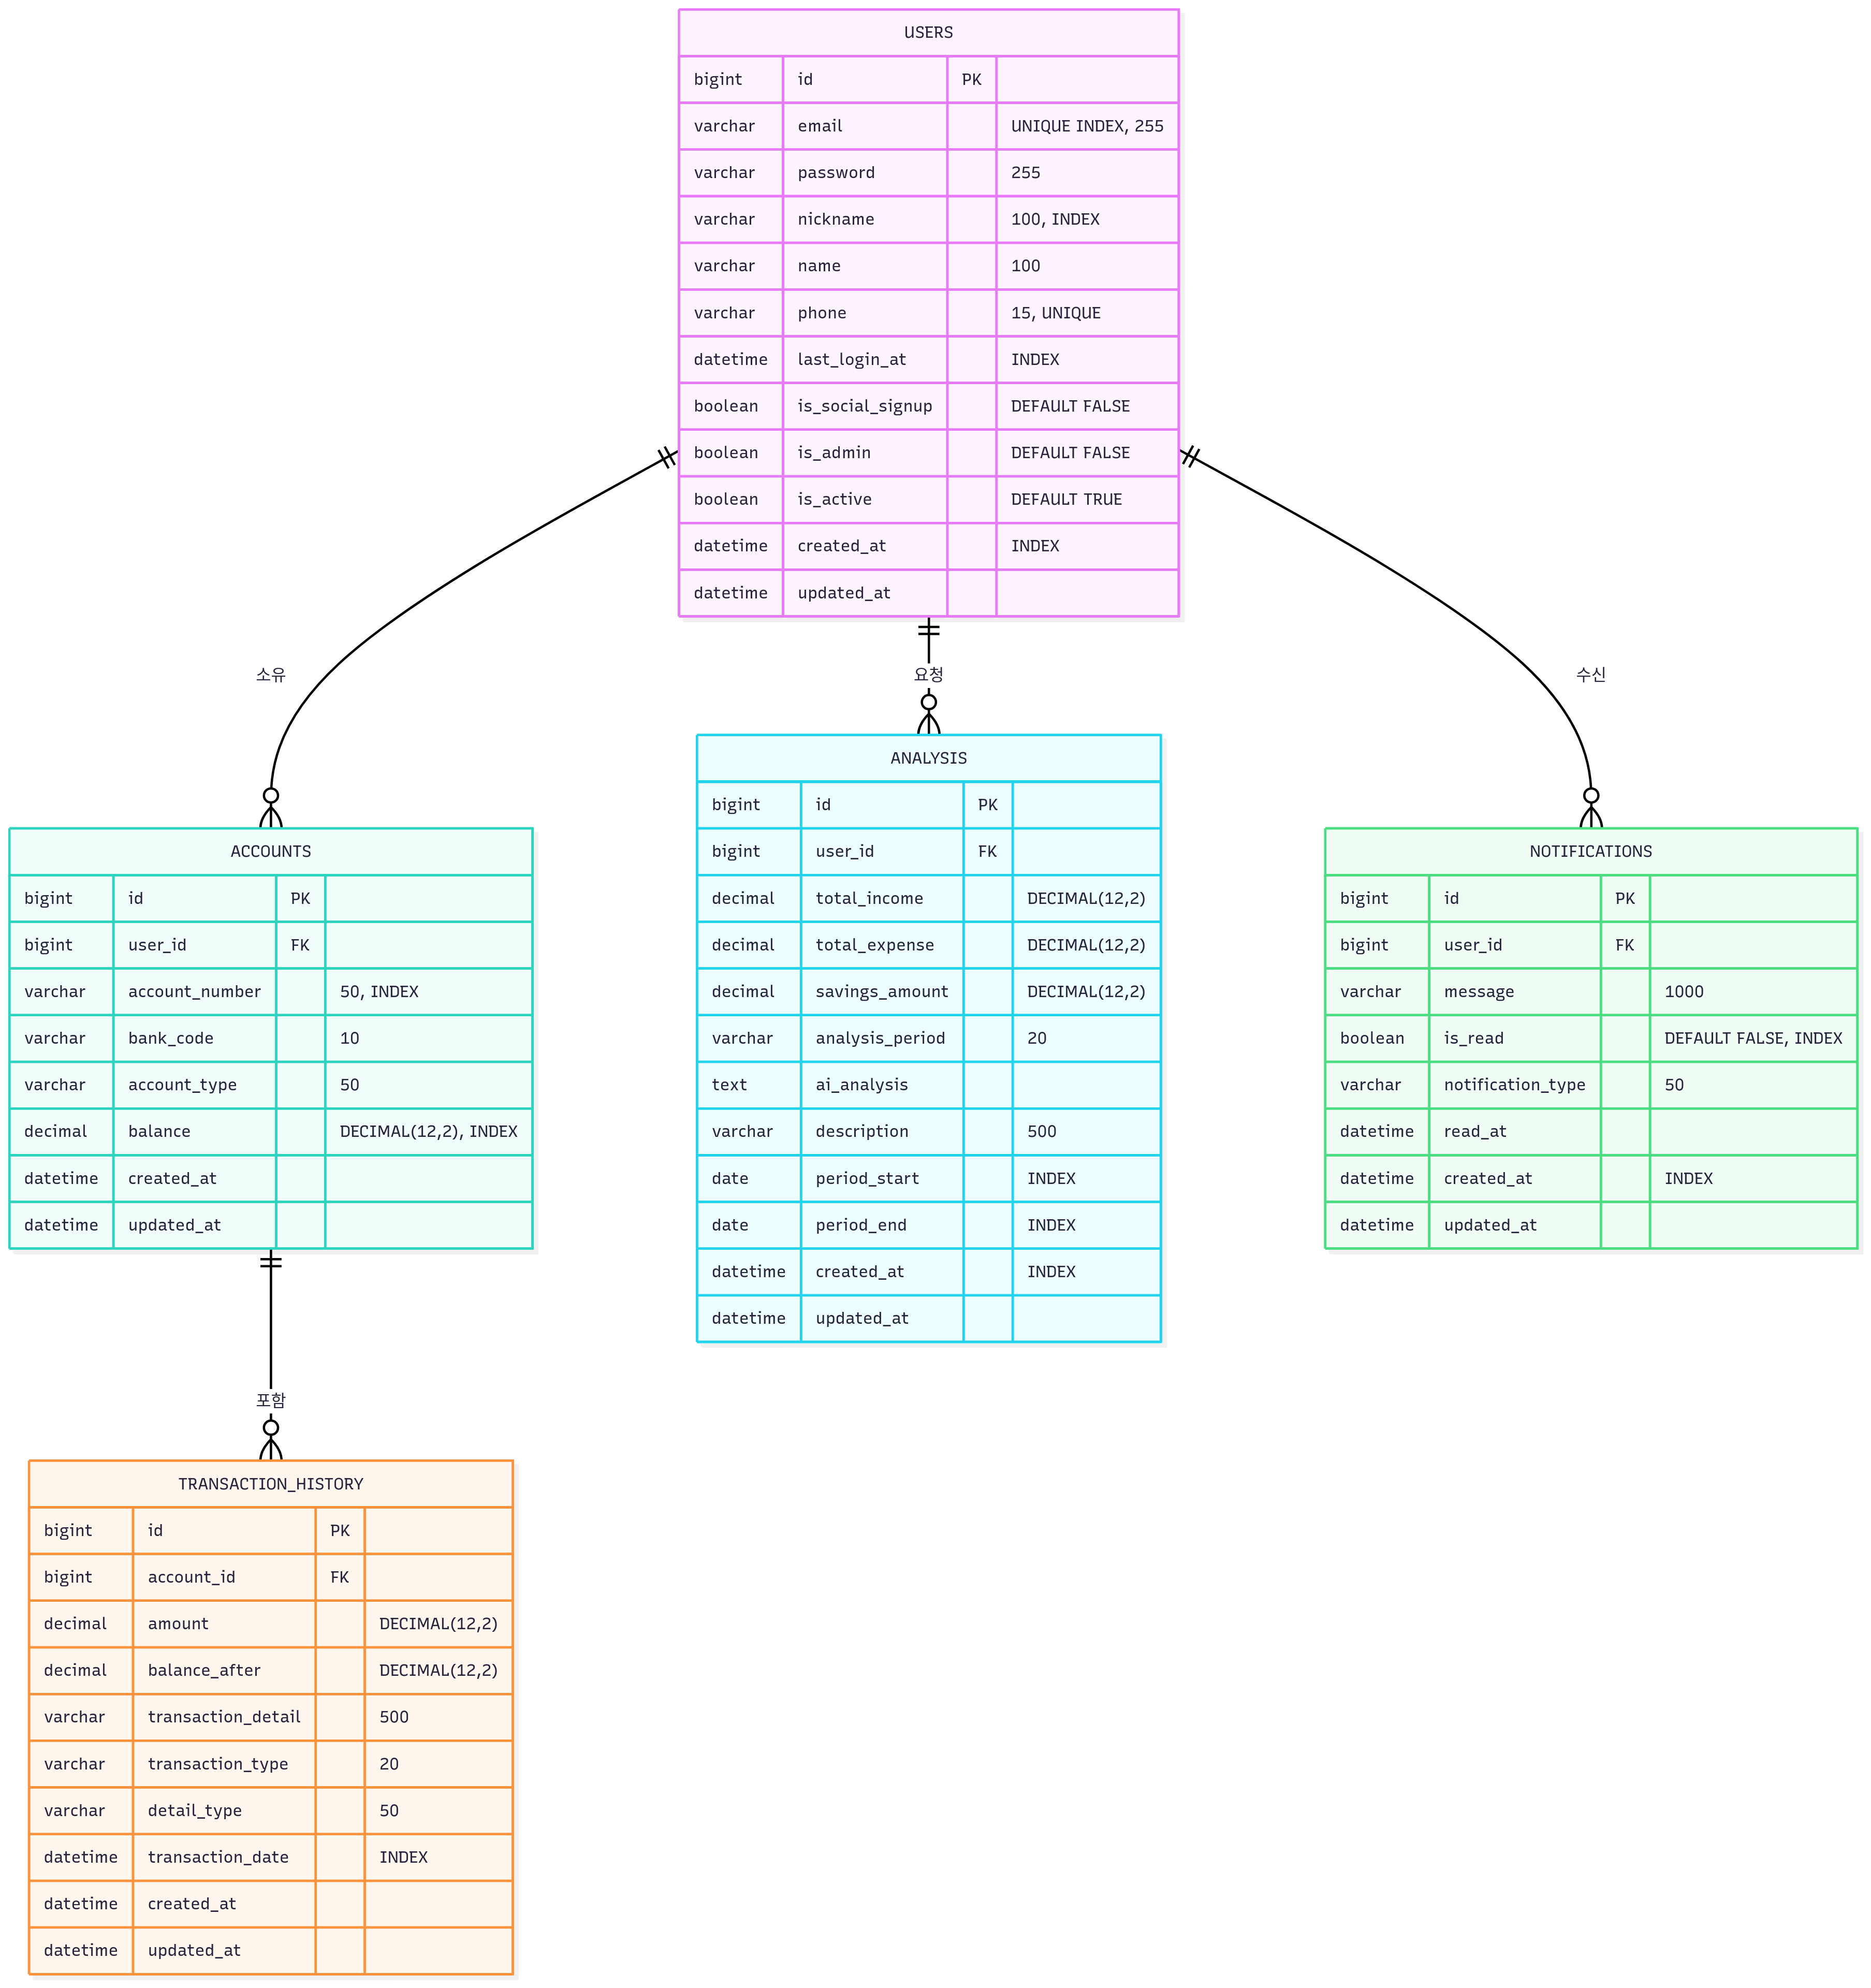 USERS
bigint id PK
varchar email UNIQUE INDEX, 255
varchar password 255
varchar nickname 100, INDEX
varchar name 100
varchar phone 15, UNIQUE
datetime last_login_at INDEX
boolean is_social_signup DEFAULT FALSE
boolean is_admin DEFAULT FALSE
boolean is_active DEFAULT TRUE
datetime created_at INDEX
datetime updated_at
소유
요청
수신
ACCOUNTS
bigint id PK
bigint user_id FK
varchar account_number 50, INDEX
varchar bank_code 10
varchar account_type 50
decimal balance DECIMAL(12,2), INDEX
datetime created_at
datetime updated_at
ANALYSIS
bigint id PK
bigint user_id FK
decimal total_income DECIMAL(12,2)
decimal total_expense DECIMAL(12,2)
decimal savings_amount DECIMAL(12,2)
varchar analysis_period 20
text ai_analysis
varchar description 500
date period_start INDEX
date period_end INDEX
datetime created_at INDEX
datetime updated_at
NOTIFICATIONS
bigint id PK
bigint user_id FK
varchar message 1000
boolean is_read DEFAULT FALSE, INDEX
varchar notification_type 50
datetime read_at
datetime created_at INDEX
datetime updated_at
포함
TRANSACTION_HISTORY
bigint id PK
bigint account_id FK
decimal amount DECIMAL(12,2)
decimal balance_after DECIMAL(12,2)
varchar transaction_detail 500
varchar transaction_type 20
varchar detail_type 50
datetime transaction_date INDEX
datetime created_at
datetime updated_at